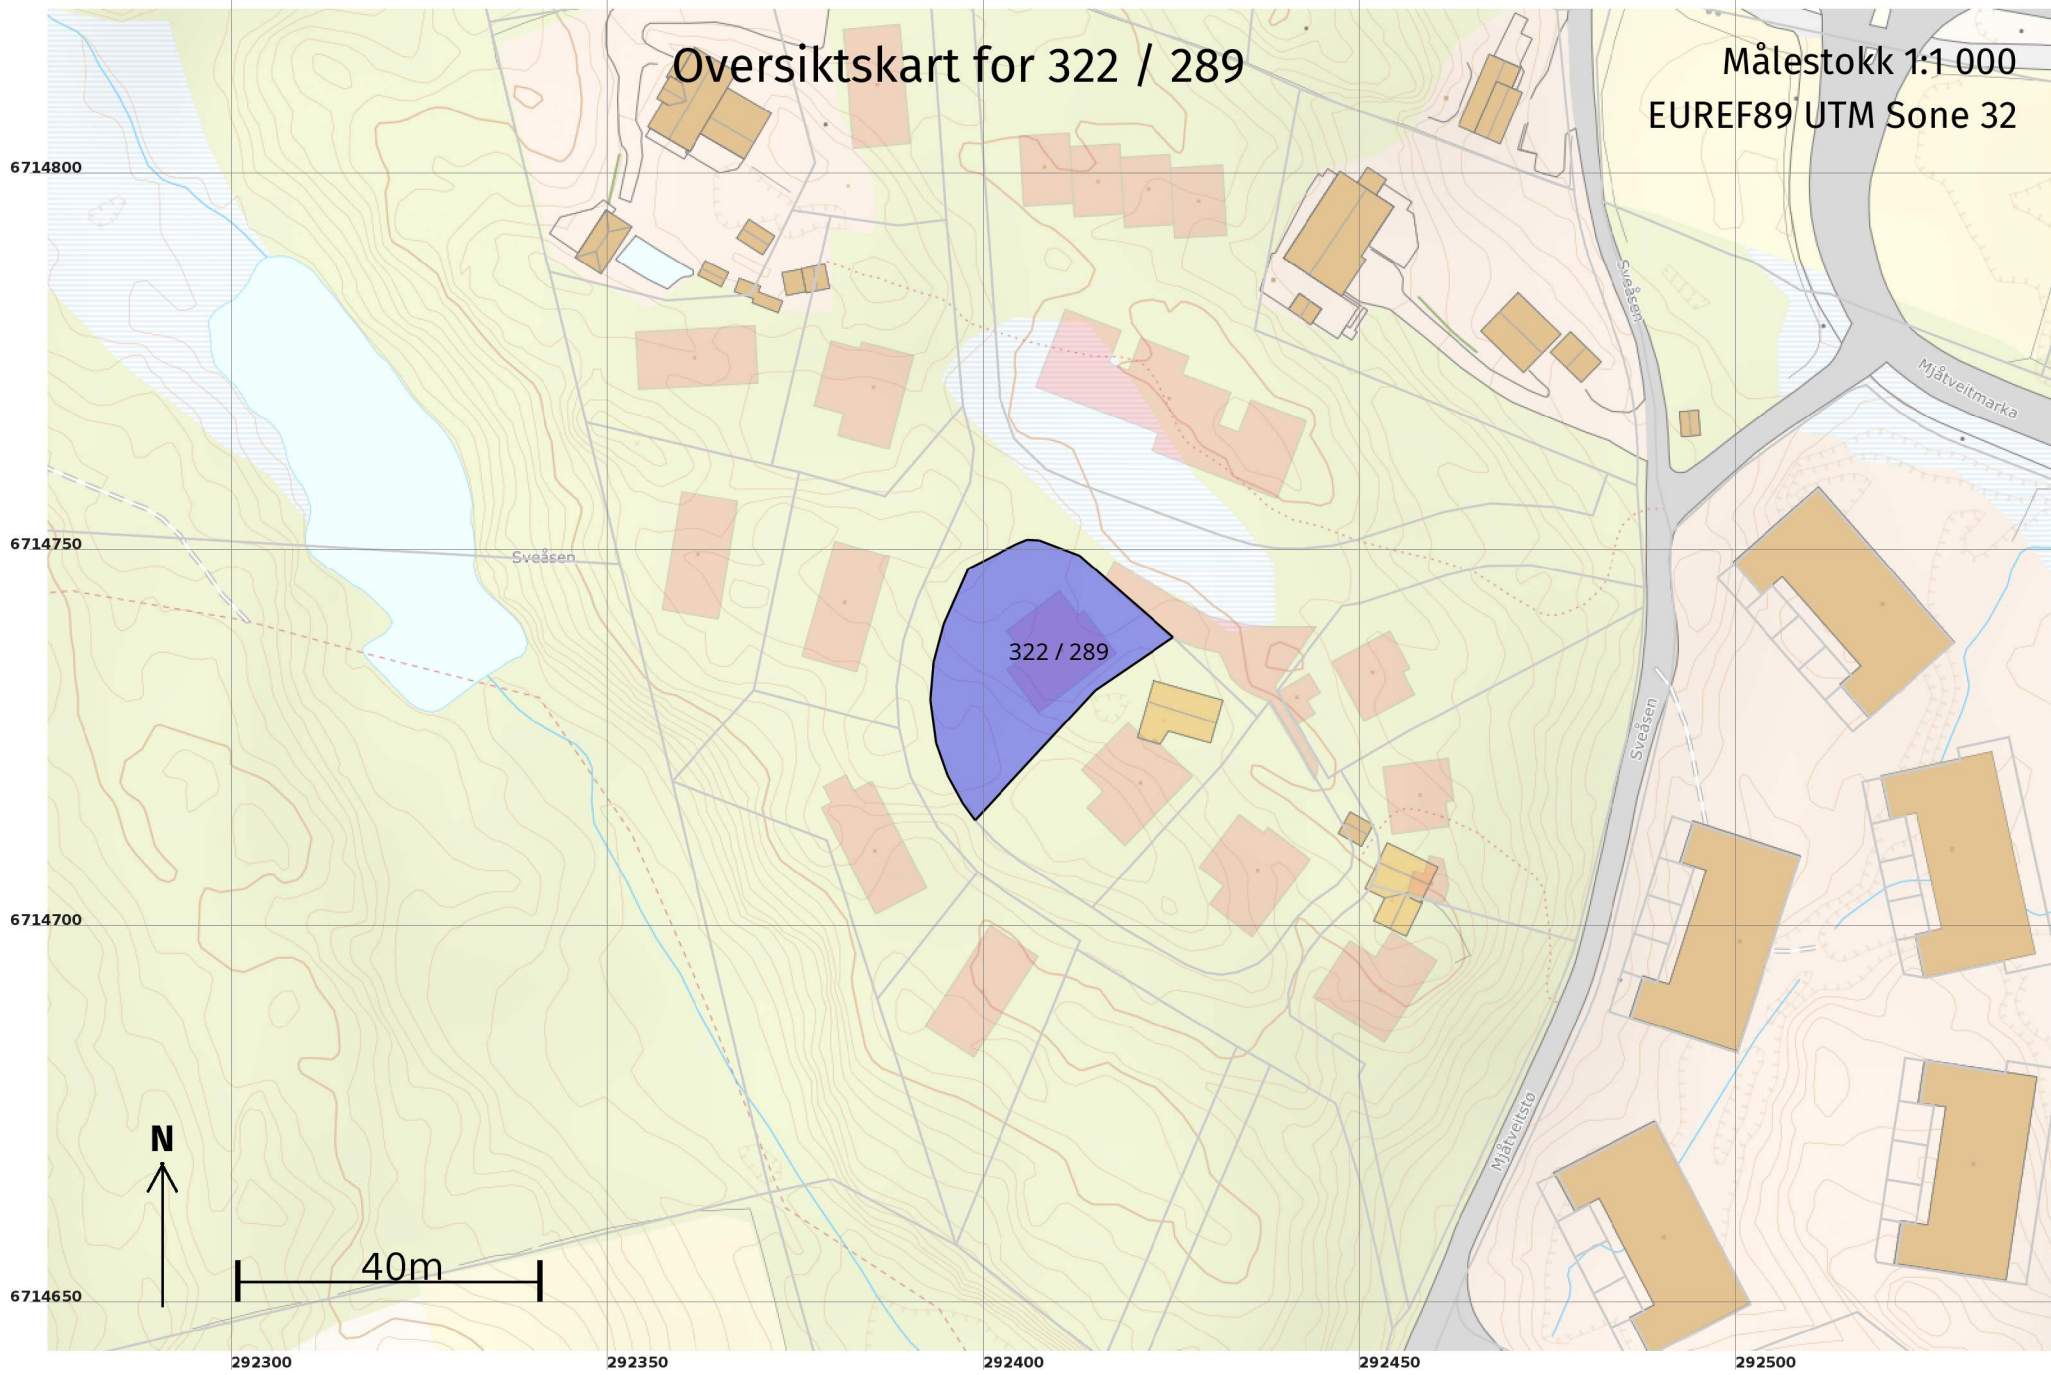 Oversiktskart for 322 / 289
Målestokk 1:1 000
EUREF89 UTM Sone 32
6714800
Sveåsen
Mjåtveitmarka
6714750
Sveåsen
322 / 289
Sveåsen
6714700
Mjåtveitstø
N
40m
6714650
292300
292350
292400
292450
292500